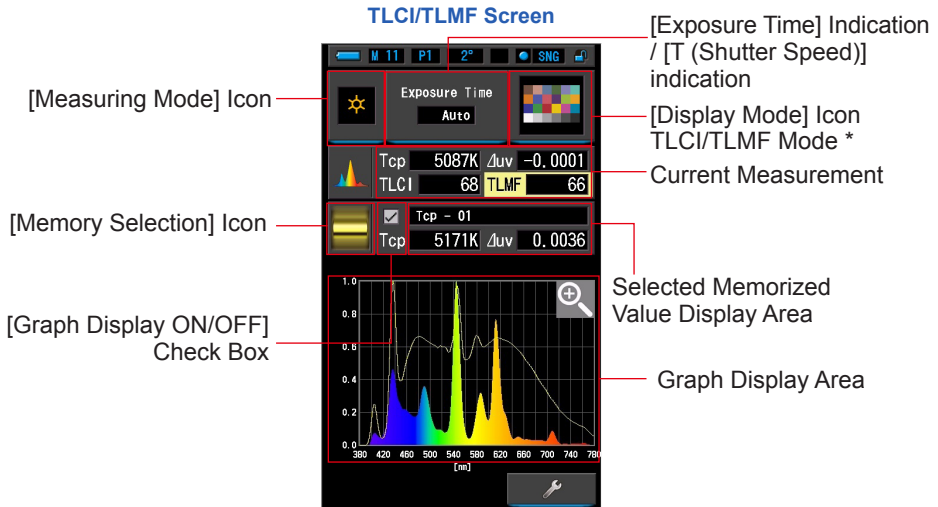 TLCI/TLMF Screen
[Exposure Time] Indication
/ [T (Shutter Speed)]
indication
M 11 P1 2° SNG
[Measuring Mode] Icon
Exposure Time
Auto
[Display Mode] Icon
TLCI/TLMF Mode *
Tcp 5087K ⊿uv -0.0001
TLCI 68 TLMF 66
Current Measurement
[Memory Selection] Icon
Tcp - 01
Tcp 5171K ⊿uv 0.0036
Selected Memorized
Value Display Area
[Graph Display ON/OFF]
Check Box
Graph Display Area
1.0
0.8
0.6
0.4
0.2
0.0
380 420 460 500 540 580 620 660 700 740 780
[nm]